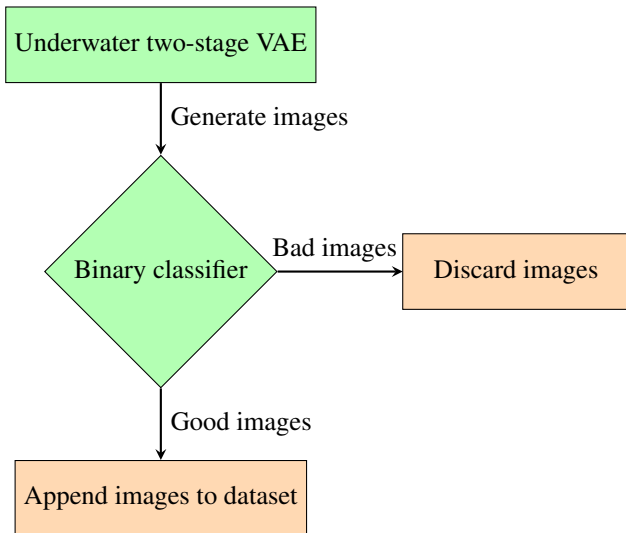 Underwater two-stage VAE
Generate images
Binary classifier
Bad images
Discard images
Good images
Append images to dataset